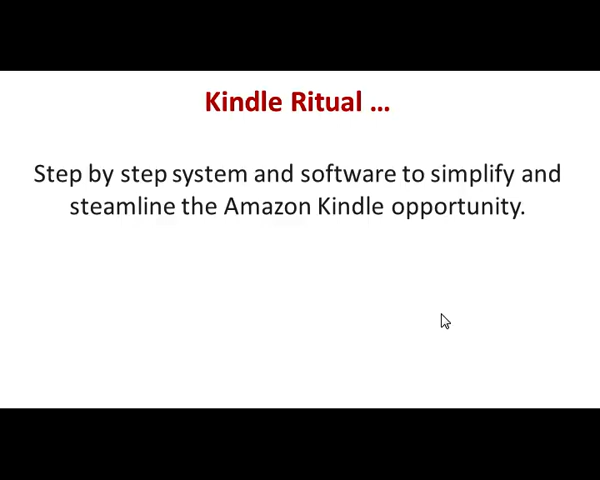 Kindle Ritual ...
Step by step system and software to simplify and
steamline the Amazon Kindle opportunity.